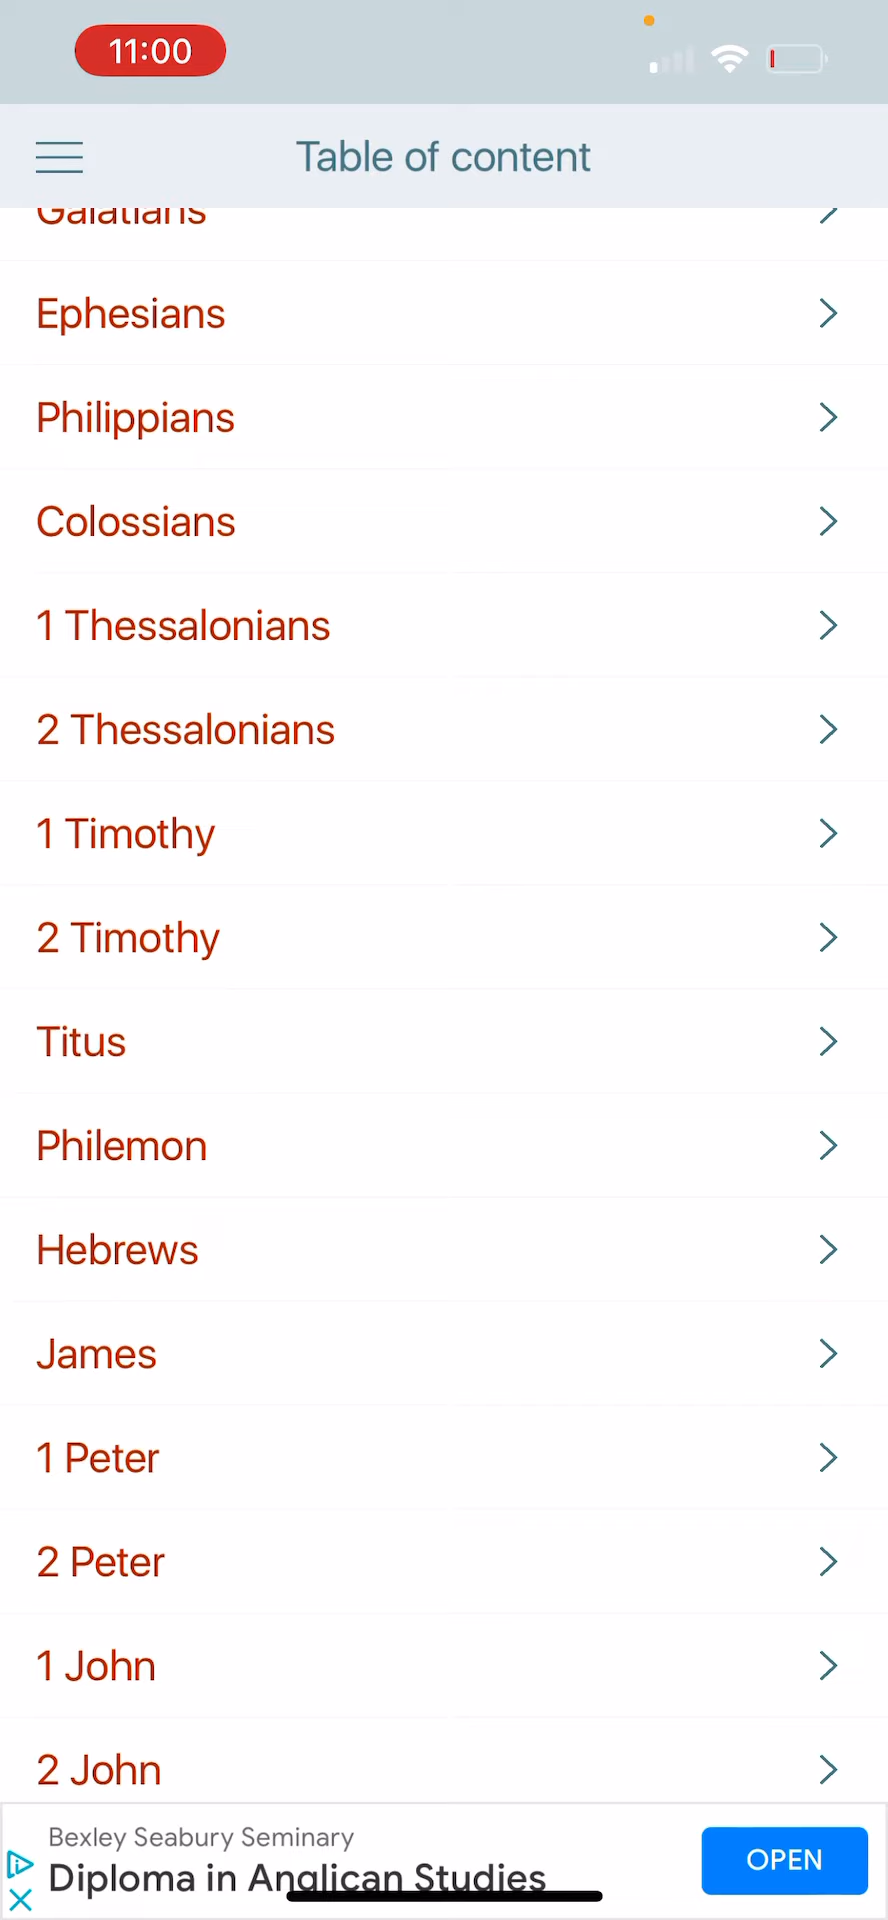 11:00
Table of content
Galatians
Ephesians
Philippians
Colossians
1 Thessalonians
2 Thessalonians
1 Timothy
2 Timothy
Titus
Philemon
Hebrews
James
1 Peter
2 Peter
1 John
2 John
Bexley Seabury Seminary
Diploma in Anglican Studies
OPEN